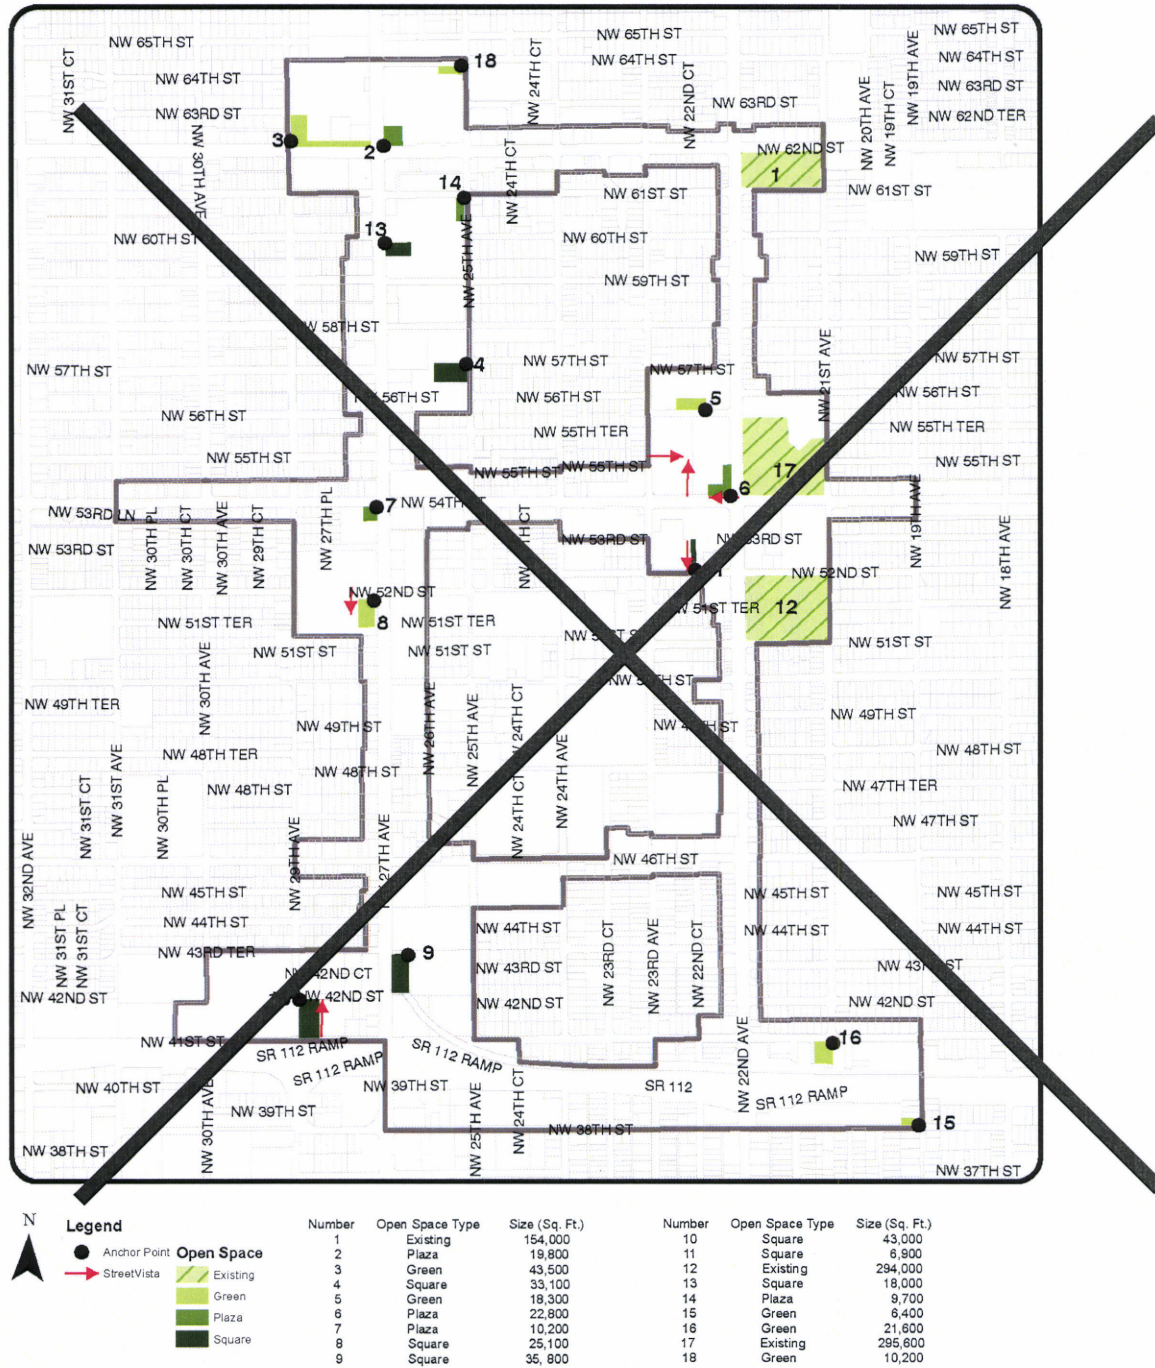 NW 65TH ST
NW 65TH ST
NW 65TH ST
NW 31ST CT
NW 64TH ST
18
NW 24TH CT
NW 64TH ST
NW 22ND CT
NW 20TH AVE
NW 19TH CT
NW 19TH AVE
NW 64TH ST
NW 63RD ST
NW 63RD ST
NW 63RD ST
NW 62ND TER
NW 30TH AVE
3
2
NW 24TH CT
NW 62ND ST
1
14
NW 61ST ST
NW 61ST ST
13
NW 60TH ST
NW 25TH AVE
NW 60TH ST
NW 59TH ST
NW 59TH ST
58TH ST
4
NW 57TH ST
NW 57TH ST
NW 57TH ST
NW 21ST AVE
NW 57TH ST
56TH ST
NW 56TH ST
5
NW 56TH ST
NW 56TH ST
NW 55TH TER
NW 55TH TER
NW 55TH ST
NW 55TH ST
NW 55TH ST
17
NW 55TH ST
6
NW 53RD LN
NW 30TH PL
NW 30TH CT
NW 30TH AVE
NW 29TH CT
NW 27TH PL
7
NW 54TH
CT
NW 19TH AVE
NW 18TH AVE
NW 53RD ST
NW 53RD ST
53RD ST
NW 52ND ST
NW 52ND ST
8
NW 51ST TER
NW 51ST TER
51ST TER
12
NW 51ST ST
NW 51ST ST
NW 51ST ST
ST
NW 30TH AVE
NW 49TH TER
NW 49TH ST
NW 26TH AVE
NW 25TH AVE
NW 24TH CT
NW
ST
NW 49TH ST
NW 48TH TER
NW 48TH ST
NW 48TH ST
NW 48TH ST
NW 31ST CT
NW 31ST AVE
NW 30TH PL
NW 24TH CT
NW 24TH AVE
NW 47TH TER
NW 47TH ST
NW 32ND AVE
NW 29TH AVE
27TH AVE
NW 46TH ST
NW 45TH ST
NW 45TH ST
NW 45TH ST
NW 31ST PL
NW 31ST CT
NW 44TH ST
NW 44TH ST
NW 23RD CT
NW 23RD AVE
NW 22ND CT
NW 44TH ST
NW 44TH ST
NW 43RD TER
9
NW 43RD ST
ST
42ND CT
NW 42ND ST
NW 42ND ST
NW 42ND ST
NW 42ND ST
NW 41ST ST
SR 112 RAMP
SR 112 RAMP
SR 112 RAMP
NW 22ND AVE
16
NW 40TH ST
NW 39TH ST
SR 112
SR 112 RAMP
NW 30TH AVE
NW 39TH ST
NW 25TH AVE
NW 24TH CT
NW 38TH ST
NW 38TH ST
15
NW 37TH ST
N
Legend
Anchor Point
StreetVista
Open Space
Existing
Green
Plaza
Square
Number Open Space Type Size (Sq. Ft.)
1 Existing 154,000
2 Plaza 19,800
3 Green 43,500
4 Square 33,100
5 Green 18,300
6 Plaza 22,800
7 Plaza 10,200
8 Square 25,100
9 Square 35, 800
Number Open Space Type Size (Sq. Ft.)
10 Square 43,000
11 Square 6,900
12 Existing 294,000
13 Square 18,000
14 Plaza 9,700
15 Green 6,400
16 Green 21,600
17 Existing 295,600
18 Green 10,200